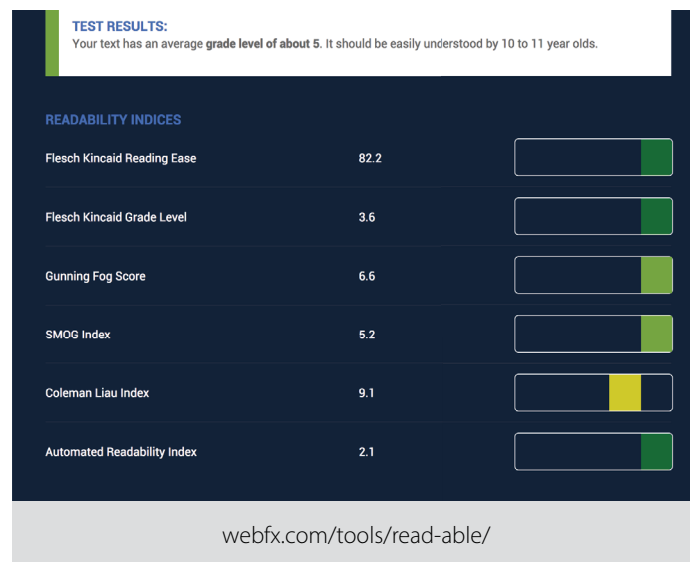 TEST RESULTS:
Your text has an average grade level of about 5. It should be easily understood by 10 to 11 year olds.
READABILITY INDICES
Flesch Kincaid Reading Ease 82.2
Flesch Kincaid Grade Level 3.6
Gunning Fog Score 6.6
SMOG Index 5.2
Coleman Liau Index 9.1
Automated Readability Index 2.1
webfx.com/tools/read-able/